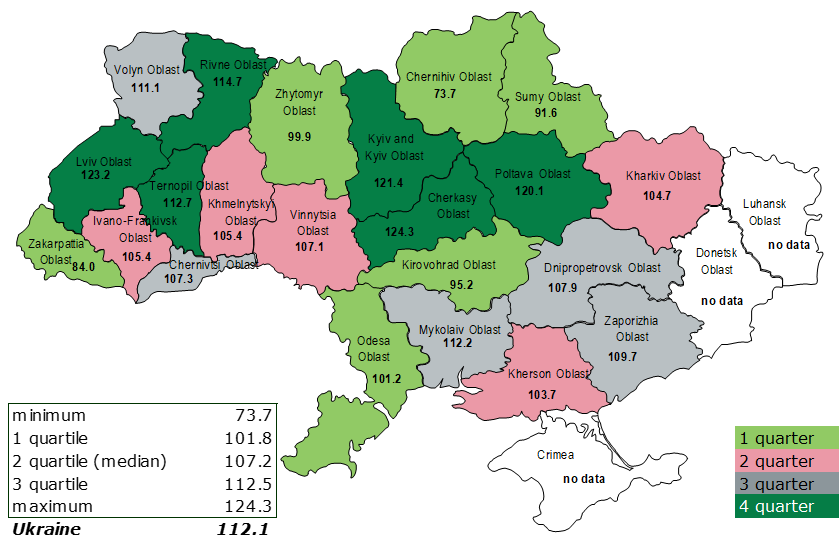 Volyn Oblast
111.1
Rivne Oblast
114.7
Zhytomyr
Oblast
99.9
Chernihiv Oblast
73.7
Sumy Oblast
91.6
Kyiv and
Kyiv Oblast
121.4
Lviv Oblast
123.2
Ternopil Oblast
112.7
Khmelnytskyi
Oblast
105.4
Ivano-Frankivsk
Oblast
105.4
Zakarpattia
Oblast
84.0
Chernivtsi Oblast
107.3
Vinnytsia
Oblast
107.1
Cherkasy
Oblast
124.3
Poltava Oblast
120.1
Kharkiv Oblast
104.7
Luhansk
Oblast
no data
Donetsk
Oblast
no data
Kirovohrad Oblast
95.2
Dnipropetrovsk Oblast
107.9
Zaporizhia
Oblast
109.7
Mykolaiv Oblast
112.2
Odesa
Oblast
101.2
Kherson Oblast
103.7
Crimea
no data
minimum 73.7
1 quartile 101.8
2 quartile (median) 107.2
3 quartile 112.5
maximum 124.3
Ukraine 112.1
1 quarter
2 quarter
3 quarter
4 quarter